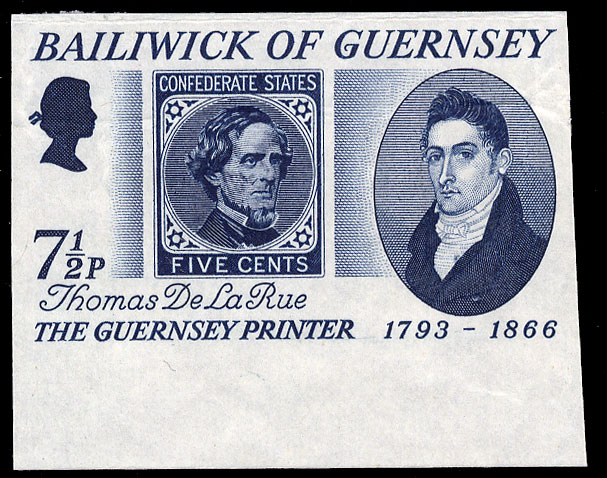 BAILIWICK OF GUERNSEY
CONFEDERATE STATES
FIVE CENTS
7½P
Thomas De La Rue
THE GUERNSEY PRINTER 1793 - 1866